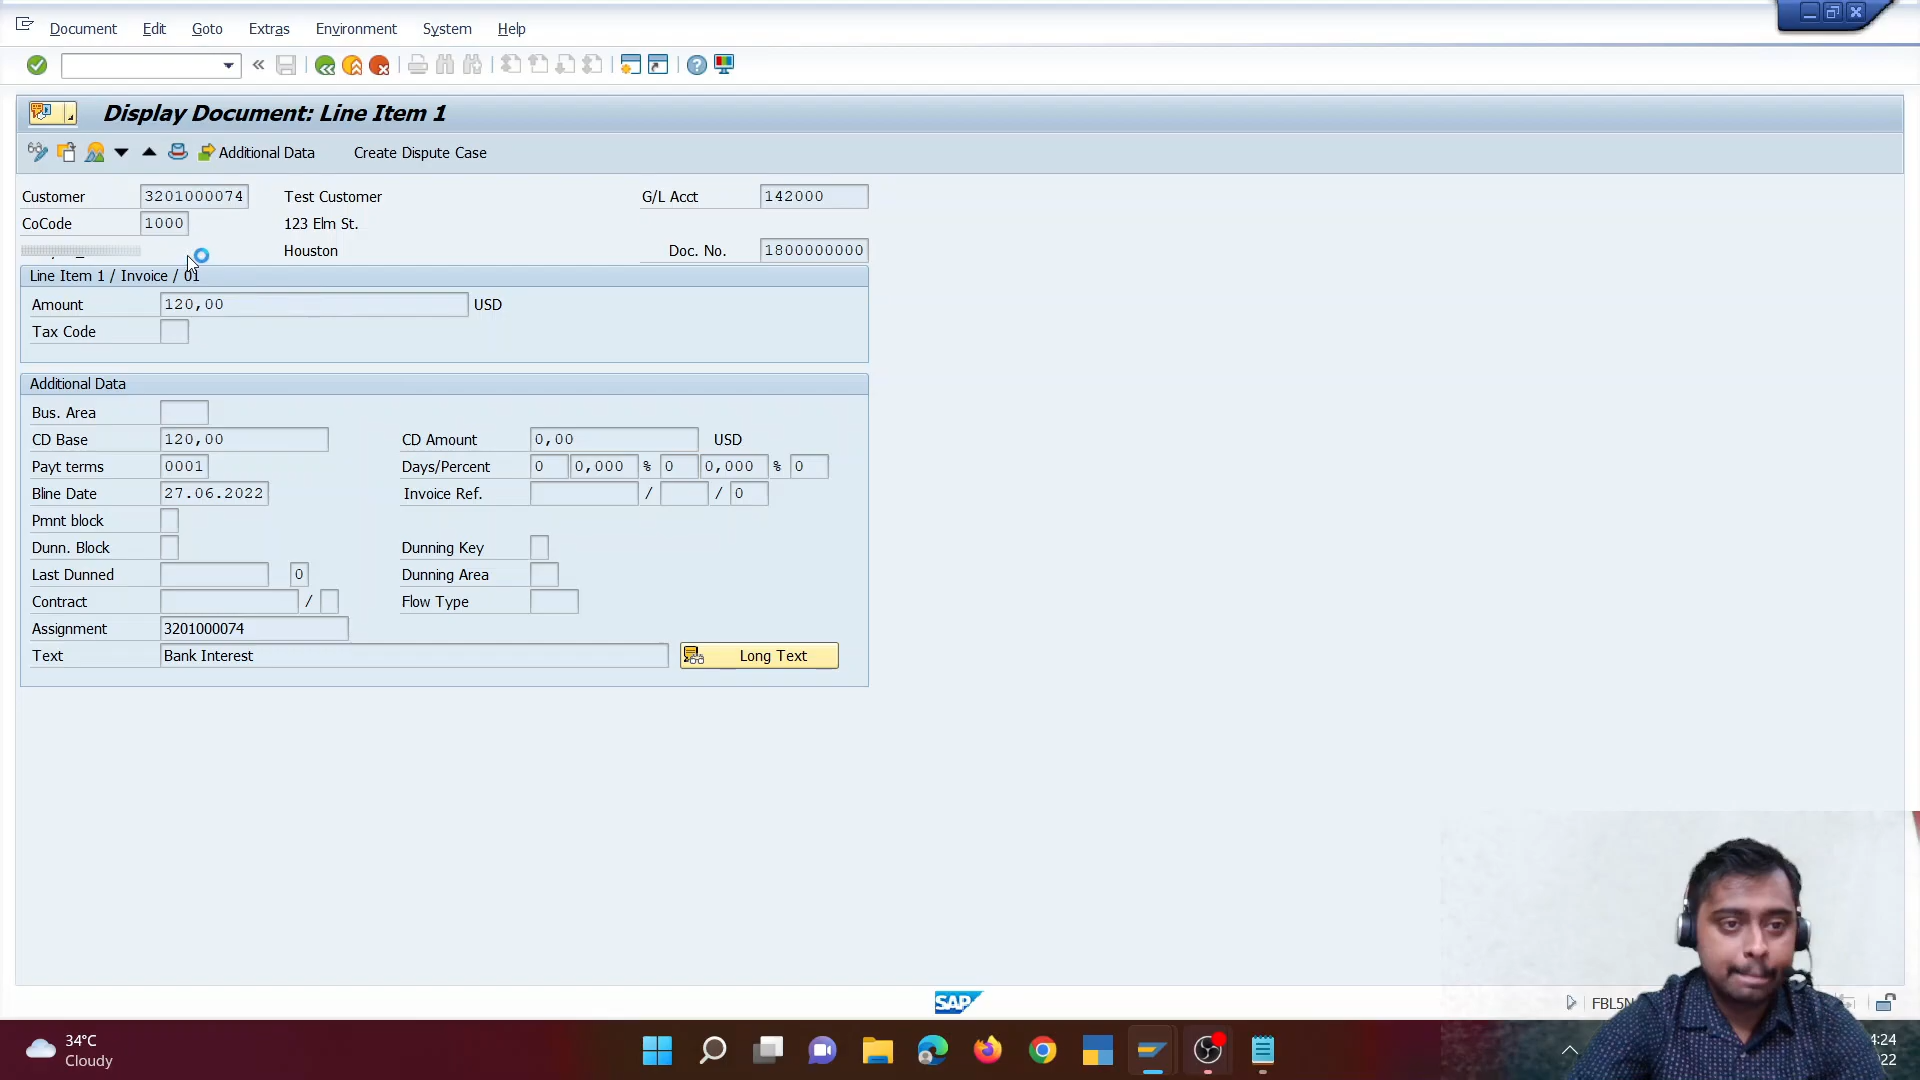 Document Edit Goto Extras Environment System Help
Display Document: Line Item 1
Additional Data Create Dispute Case
Customer 3201000074 Test Customer G/L Acct 142000
CoCode 1000 123 Elm St.
Houston Doc. No. 1800000000
Line Item 1 / Invoice / 01
Amount 120,00 USD
Tax Code
Additional Data
Bus. Area
CD Base 120,00 CD Amount 0,00 USD
Payt terms 0001 Days/Percent 0 0,000 % 0 0,000 % 0
Bline Date 27.06.2022 Invoice Ref. / / 0
Pmnt block
Dunn. Block Dunning Key
Last Dunned 0 Dunning Area
Contract / Flow Type
Assignment 3201000074
Text Bank Interest Long Text
SAP
34°C
Cloudy